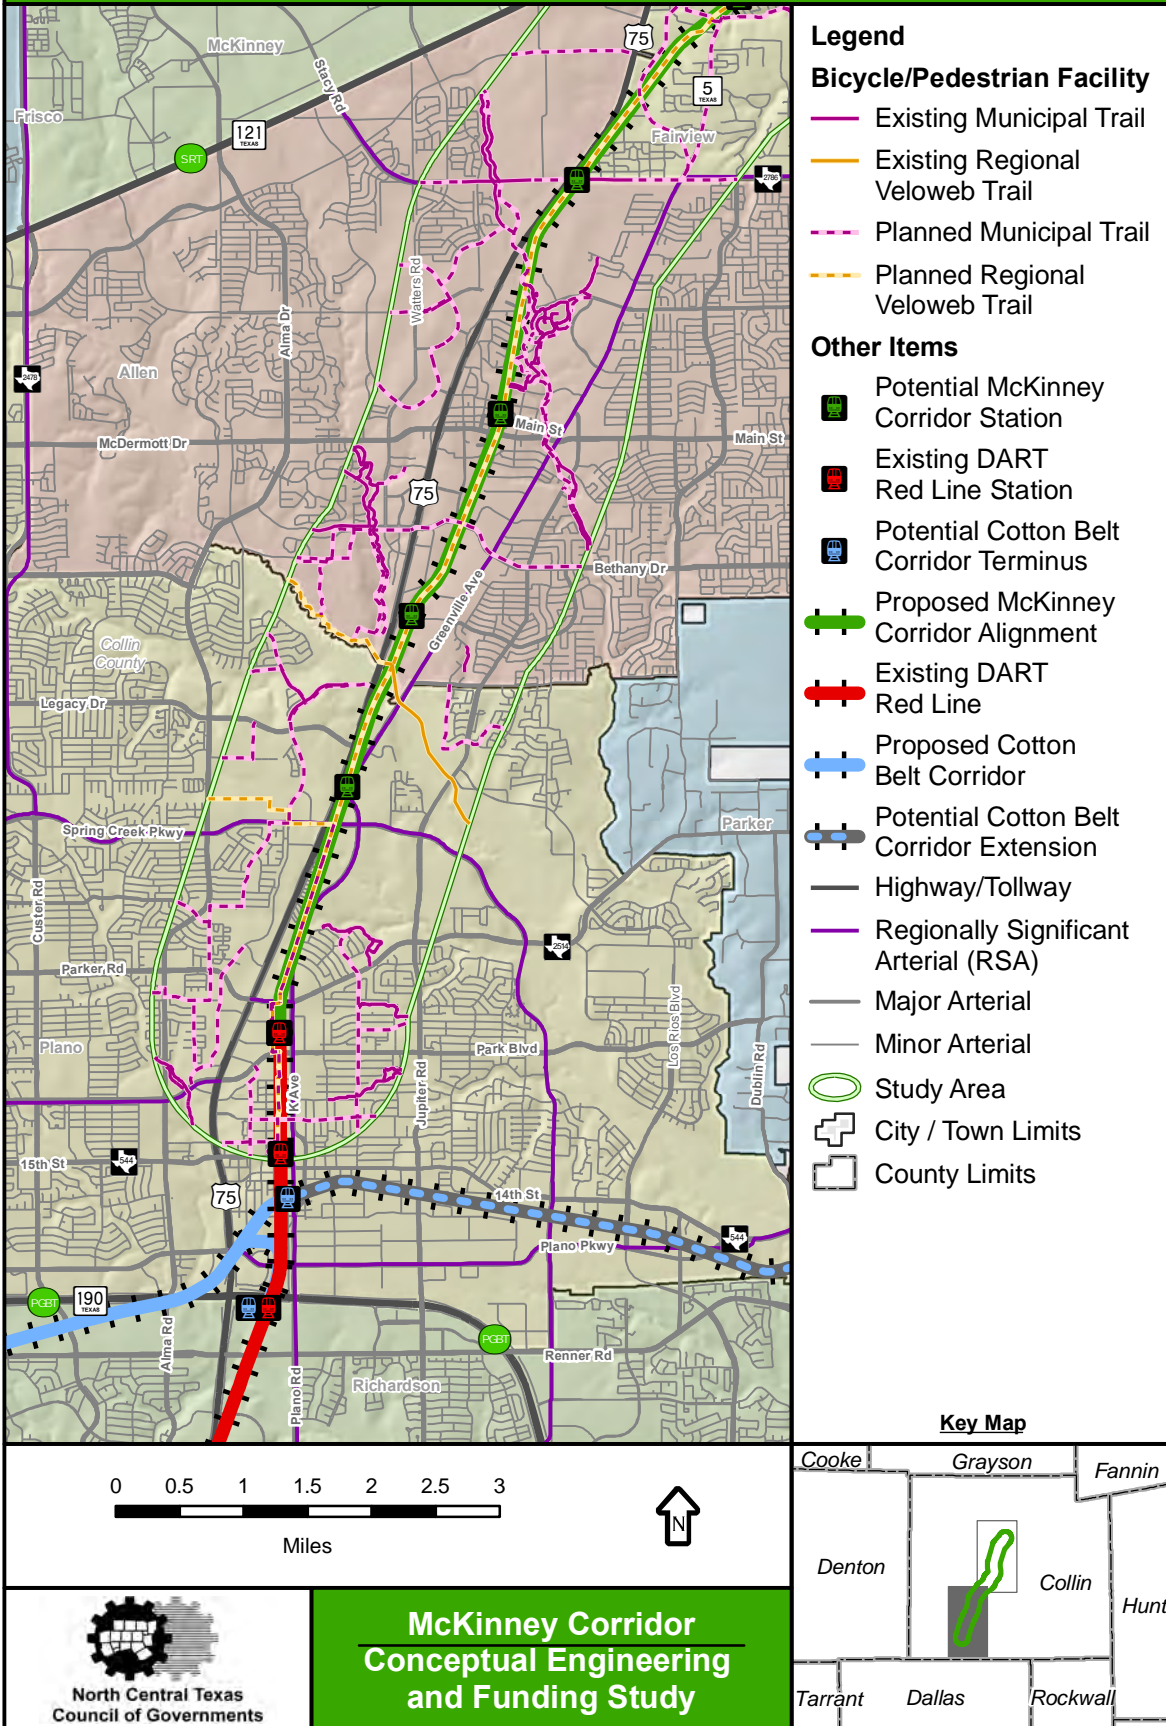 McKinney
Frisco
Stacy Rd
121
TEXAS
SRT
75
5
TEXAS
Fairview
2786
Watters Rd
Alma Dr
2478
Allen
McDermott Dr
Main St
Main St
75
Bethany Dr
Greenville Ave
Collin
County
Legacy Dr
Spring Creek Pkwy
Parker
Custer Rd
2514
Parker Rd
Los Rios Blvd
Plano
Park Blvd
K Ave
Jupiter Rd
Dublin Rd
15th St
544
75
14th St
544
Plano Pkwy
PGBT
190
TEXAS
PGBT
Alma Rd
Renner Rd
Plano Rd
Richardson
Legend
Bicycle/Pedestrian Facility
Existing Municipal Trail
Existing Regional
Veloweb Trail
Planned Municipal Trail
Planned Regional
Veloweb Trail
Other Items
Potential McKinney
Corridor Station
Existing DART
Red Line Station
Potential Cotton Belt
Corridor Terminus
Proposed McKinney
Corridor Alignment
Existing DART
Red Line
Proposed Cotton
Belt Corridor
Potential Cotton Belt
Corridor Extension
Highway/Tollway
Regionally Significant
Arterial (RSA)
Major Arterial
Minor Arterial
Study Area
City / Town Limits
County Limits
Key Map
Cooke
Grayson
Fannin
Denton
Collin
Hunt
Tarrant
Dallas
Rockwall
0 0.5 1 1.5 2 2.5 3
Miles
N
North Central Texas
Council of Governments
McKinney Corridor
Conceptual Engineering
and Funding Study